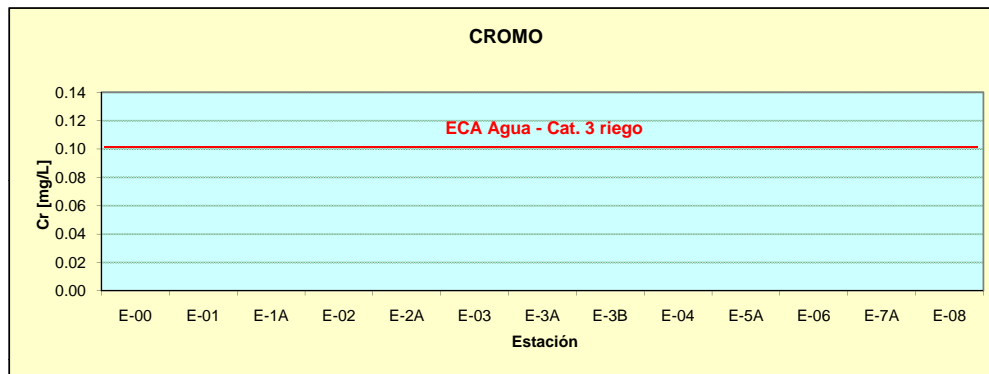 CROMO
0.14
0.12
0.10
0.08
0.06
0.04
0.02
0.00
Cr [mg/L]
ECA Agua - Cat. 3 riego
E-00 E-01 E-1A E-02 E-2A E-03 E-3A E-3B E-04 E-5A E-06 E-7A E-08
Estación